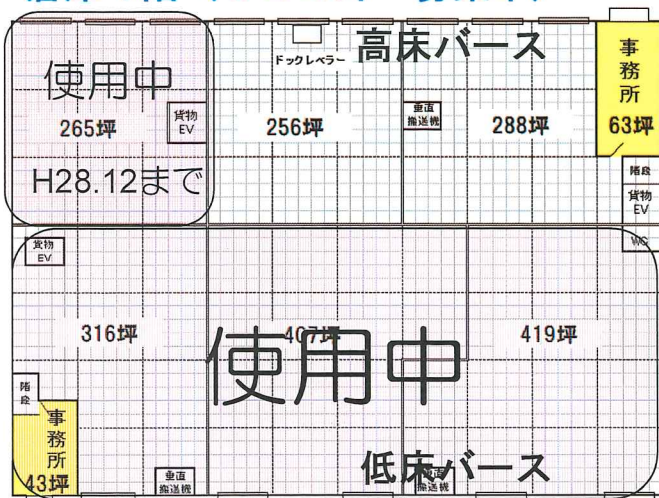 ドックレベラー
高床バース
事務所
63坪
使用中
265坪
貨物
EV
H28.12まで
256坪
垂直
搬送機
288坪
階段
貨物
EV
WC
貨物
EV
316坪
407坪
419坪
使用中
階段
事務所
43坪
垂直
搬送機
低床バース
垂直
搬送機